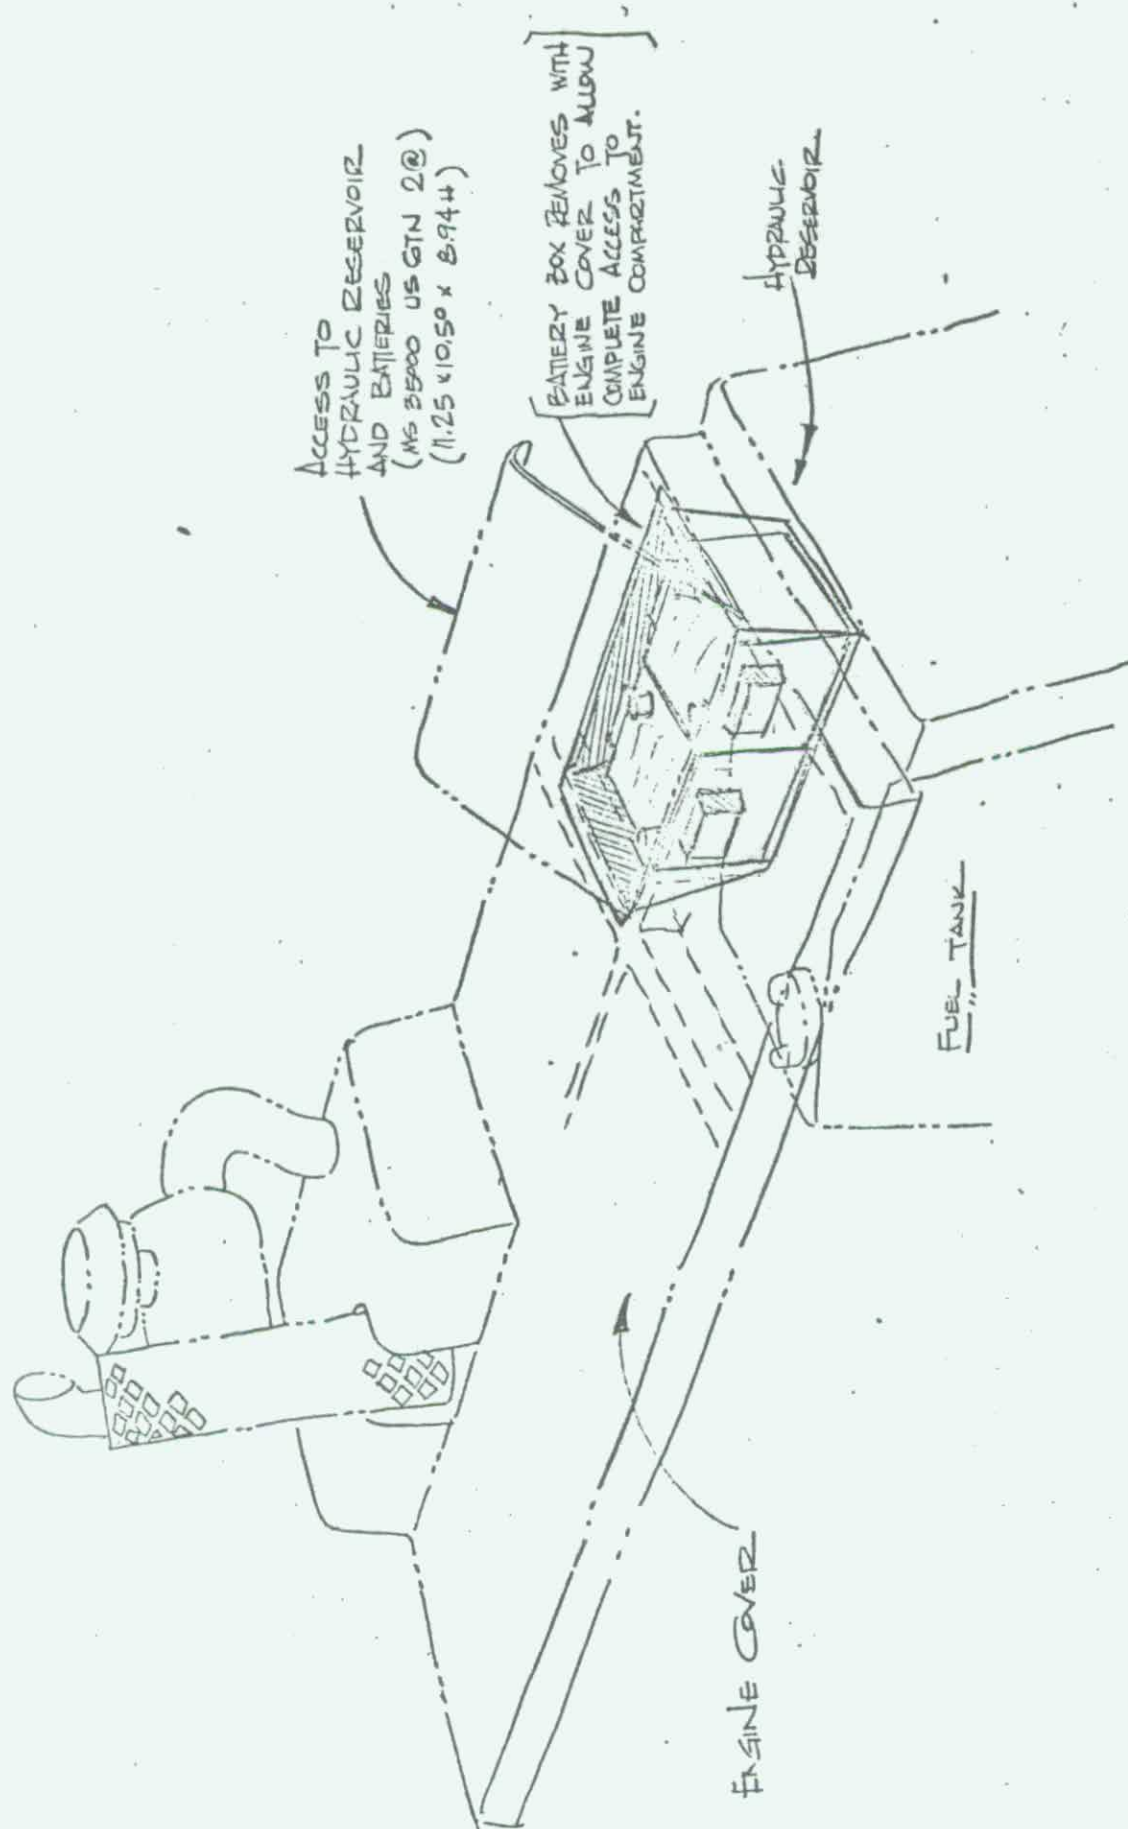 ACCESS TO
HYDRAULIC RESERVOIR
AND BATTERIES
(MS 35000 US 6TN 2@)
(11.25 x 10.50 x 8.94 H)
BATTERY BOX REMOVES WITH
ENGINE COVER TO ALLOW
COMPLETE ACCESS TO
ENGINE COMPARTMENT.
HYDRAULIC
RESERVOIR
FUEL TANK
ENGINE COVER